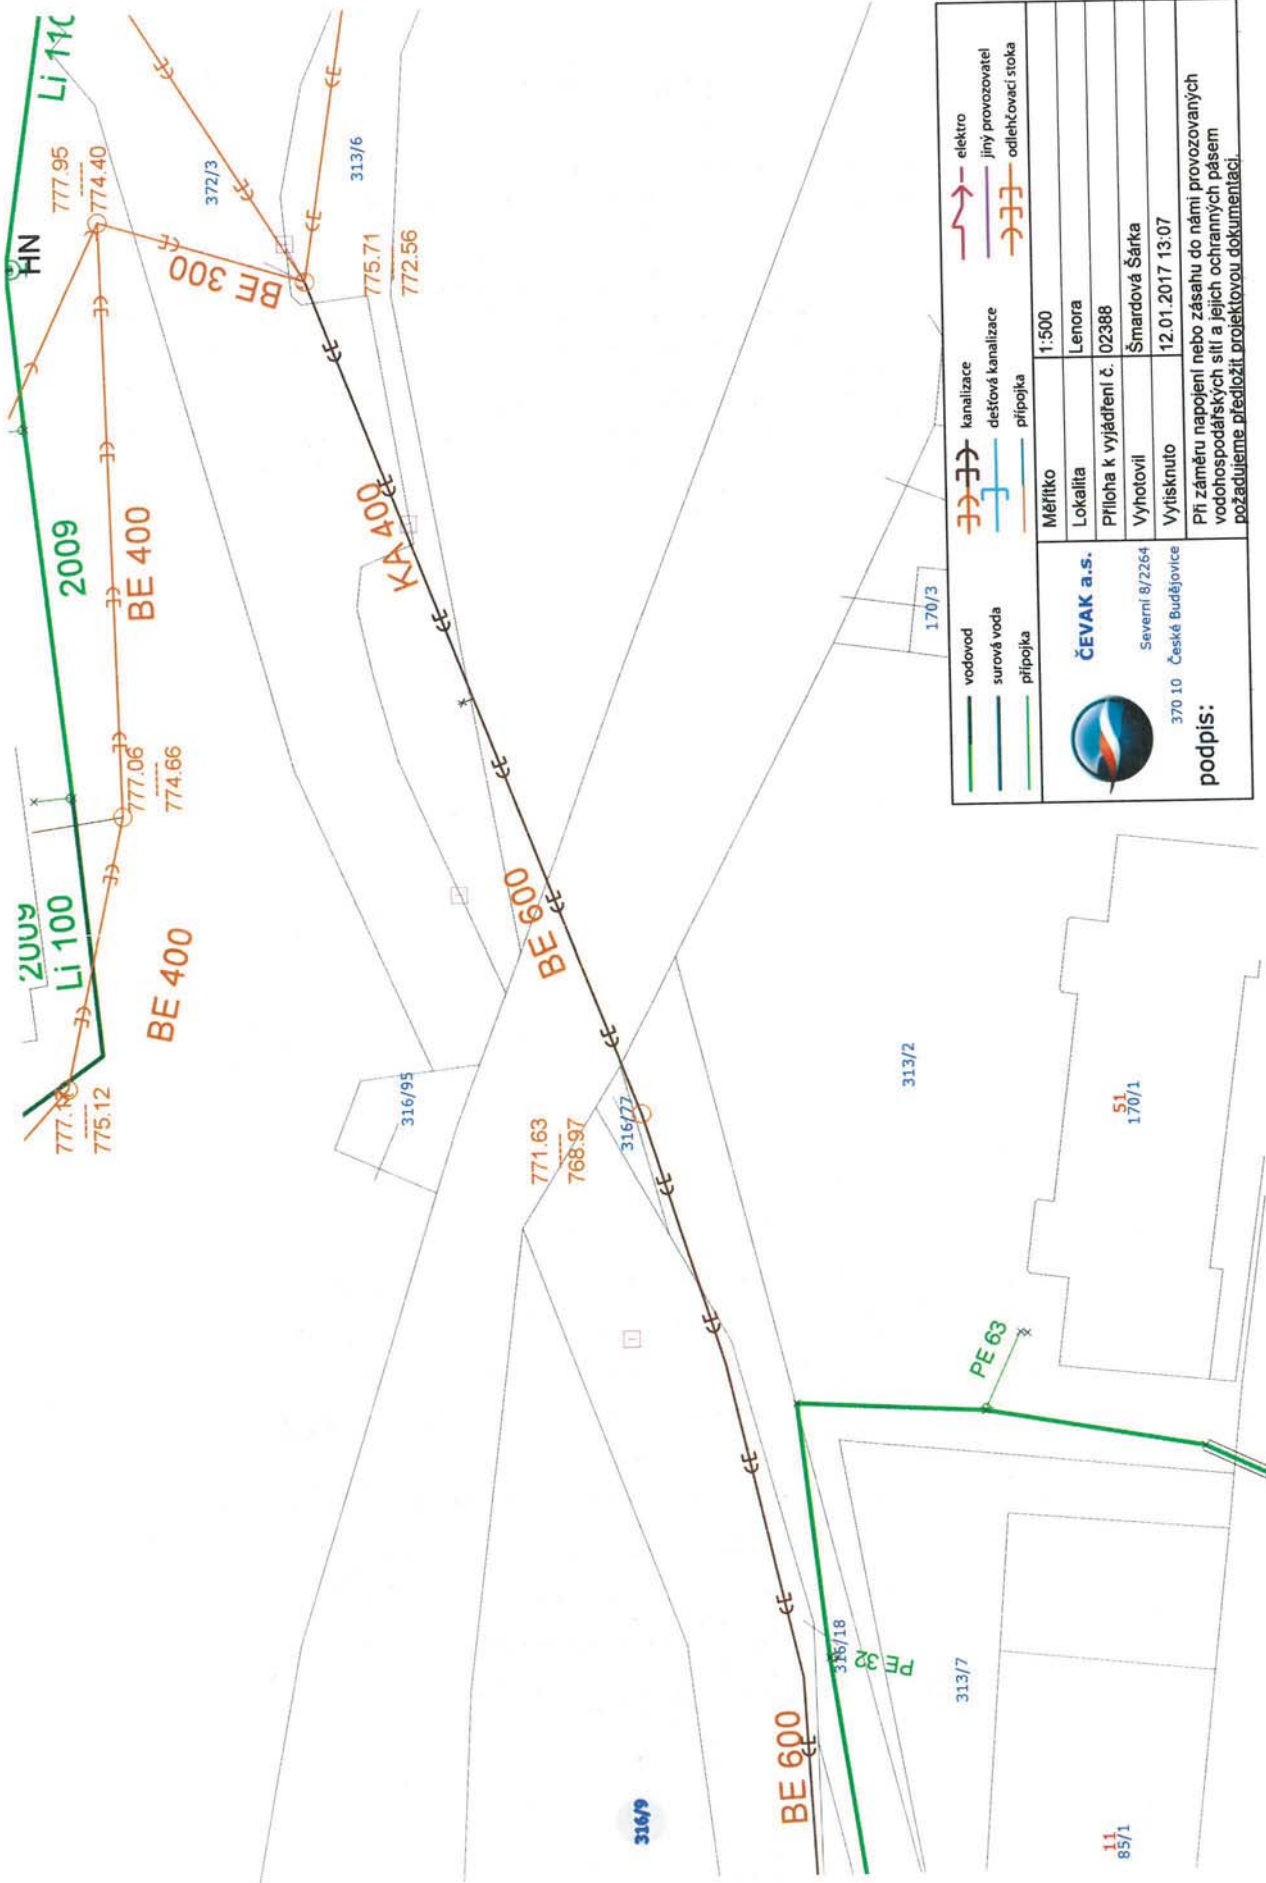 2009
Li 100
777.06
774.66
BE 400
2009
BE 400
HN
777.95
774.40
Li 110
775.12
BE 300
372/3
313/6
775.71
772.56
KA 400
316/95
BE 600
771.63
768.97
316/77
313/2
170/3
51
170/1
PE 63
316/9
BE 600
316/18
PE 32
313/7
11
85/1
vodovod
surová voda
přípojka
kanalizace
dešťová kanalizace
přípojka
elektro
jiný provozovatel
odlehčovací stoka
ČEVAK a.s.
Severní 8/2264
370 10 České Budějovice
podpis:
Měřítko 1:500
Lokalita Lenora
Příloha k vyjádření č. 02388
Vyhotovil Šmardová Šárka
Vytisknuto 12.01.2017 13:07
Při záměru napojení nebo zásahu do námi provozovaných
vodohospodářských sítí a jejich ochranných pásem
požadujeme předložit projektovou dokumentaci.